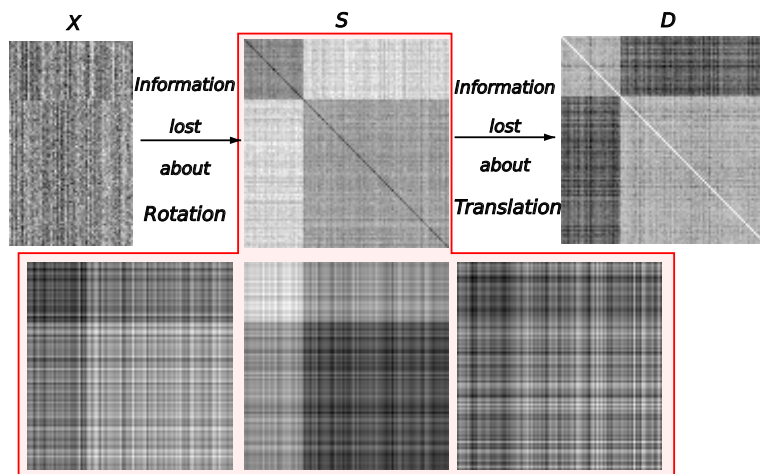 X
S
D
Information
lost
about
Rotation
Information
lost
about
Translation